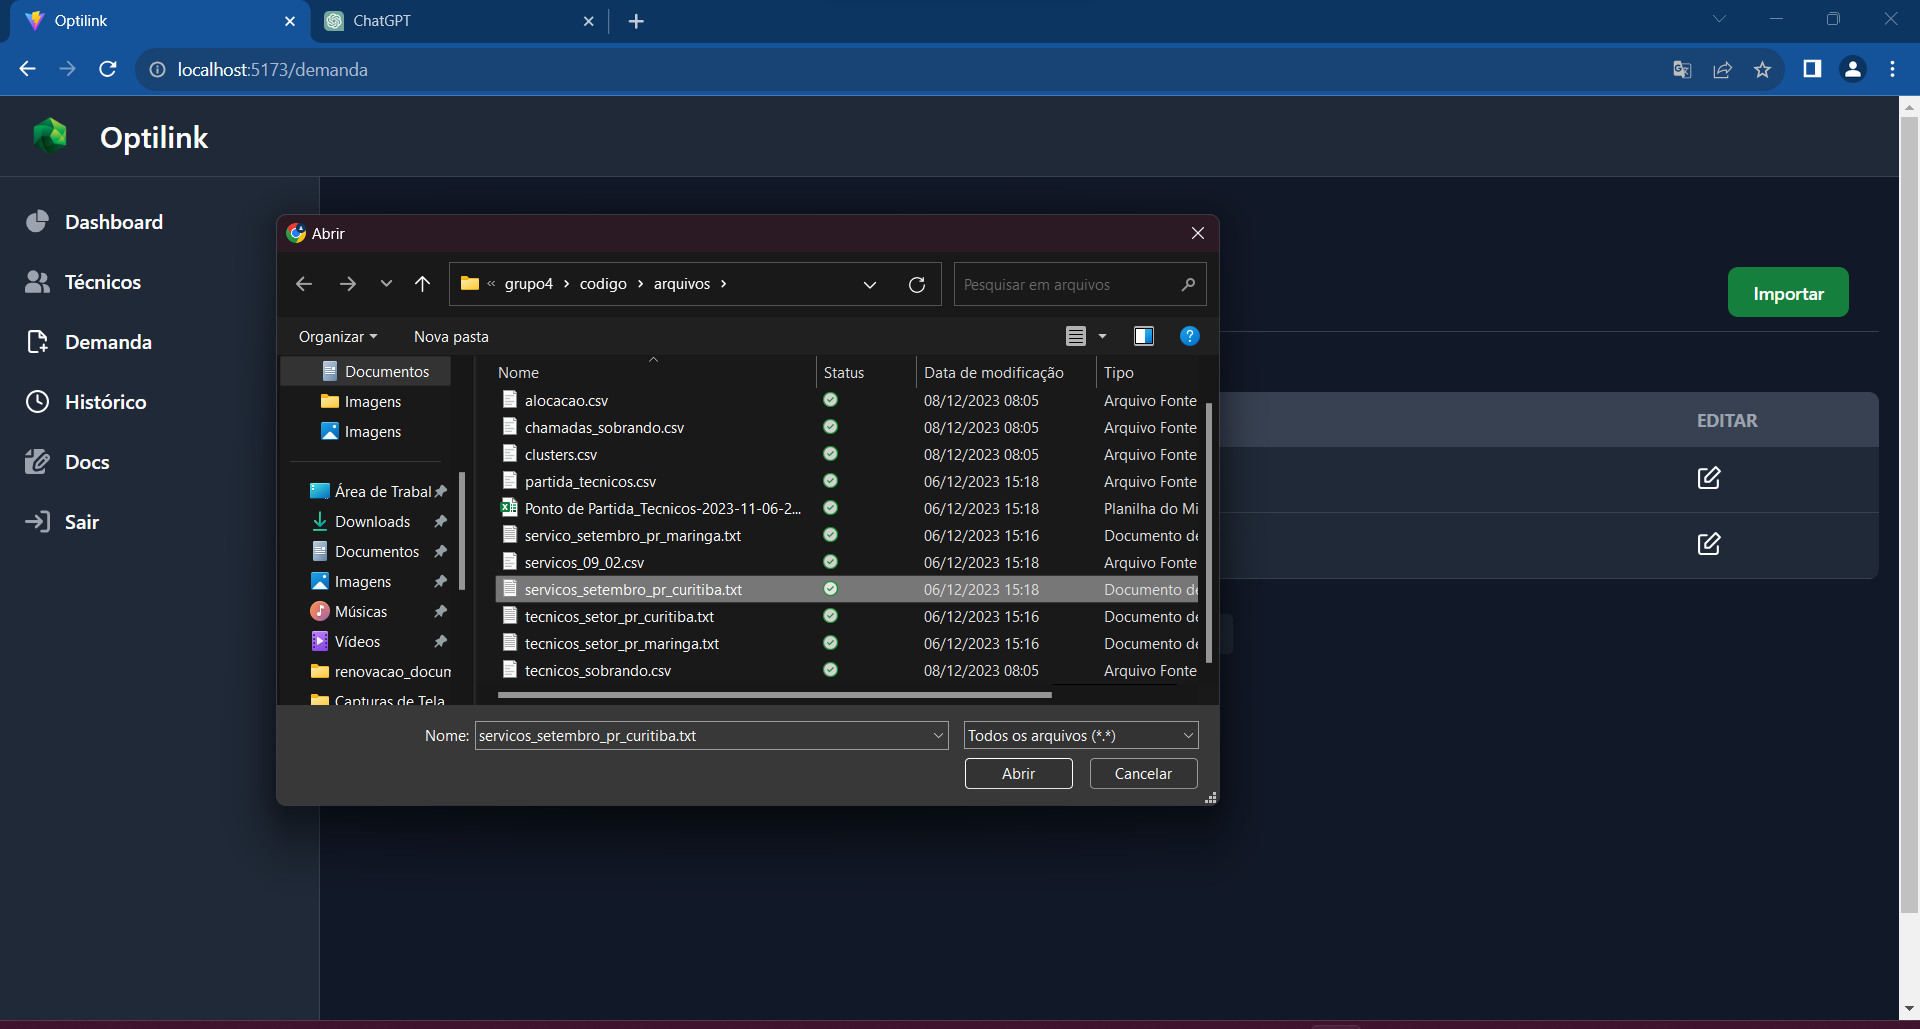 Optilink
ChatGPT
localhost:5173/demanda
Optilink
Dashboard
Técnicos
Demanda
Histórico
Docs
Sair
Importar
EDITAR
Abrir
« grupo4 › codigo › arquivos ›
Pesquisar em arquivos
Organizar
Nova pasta
?
Documentos
Imagens
Imagens
Área de Trabal
Downloads
Documentos
Imagens
Músicas
Vídeos
renovacao_docum
Capturas de Tela
Nome Status Data de modificação Tipo
alocacao.csv 08/12/2023 08:05 Arquivo Fonte
chamadas_sobrando.csv 08/12/2023 08:05 Arquivo Fonte
clusters.csv 08/12/2023 08:05 Arquivo Fonte
partida_tecnicos.csv 06/12/2023 15:18 Arquivo Fonte
Ponto de Partida_Tecnicos-2023-11-06-2... 06/12/2023 15:18 Planilha do Mi
servico_setembro_pr_maringa.txt 06/12/2023 15:16 Documento de
servicos_09_02.csv 06/12/2023 15:18 Arquivo Fonte
servicos_setembro_pr_curitiba.txt 06/12/2023 15:18 Documento de
tecnicos_setor_pr_curitiba.txt 06/12/2023 15:16 Documento de
tecnicos_setor_pr_maringa.txt 06/12/2023 15:16 Documento de
tecnicos_sobrando.csv 08/12/2023 08:05 Arquivo Fonte
Nome: servicos_setembro_pr_curitiba.txt
Todos os arquivos (*.*)
Abrir
Cancelar